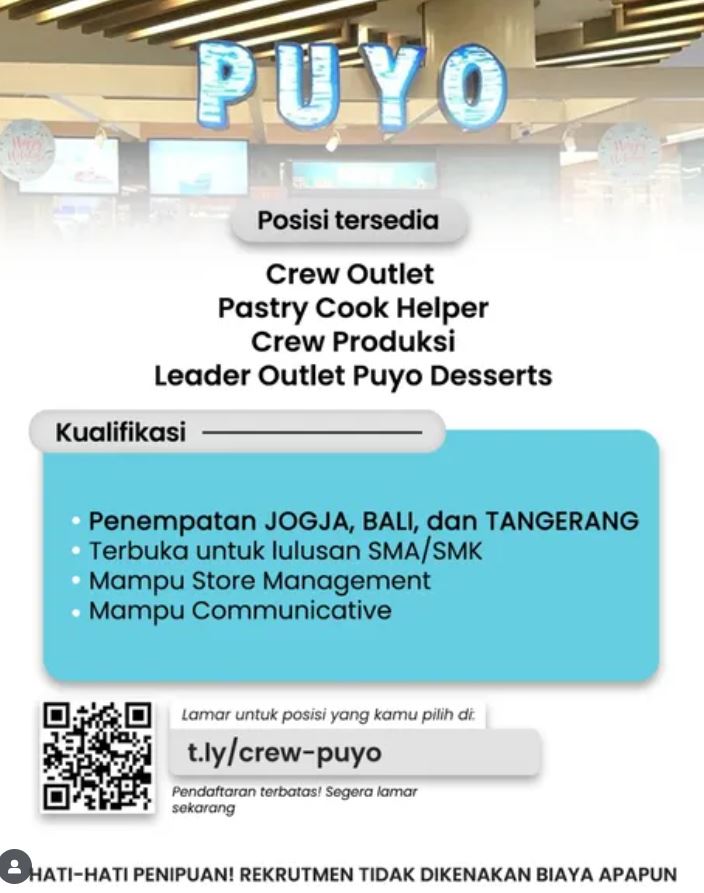 PUYO
Posisi tersedia
Crew Outlet
Pastry Cook Helper
Crew Produksi
Leader Outlet Puyo Desserts
Kualifikasi
• Penempatan JOGJA, BALI, dan TANGERANG
• Terbuka untuk lulusan SMA/SMK
• Mampu Store Management
• Mampu Communicative
Lamar untuk posisi yang kamu pilih di:
t.ly/crew-puyo
Pendaftaran terbatas! Segera lamar
sekarang
HATI-HATI PENIPUAN! REKRUTMEN TIDAK DIKENAKAN BIAYA APAPUN